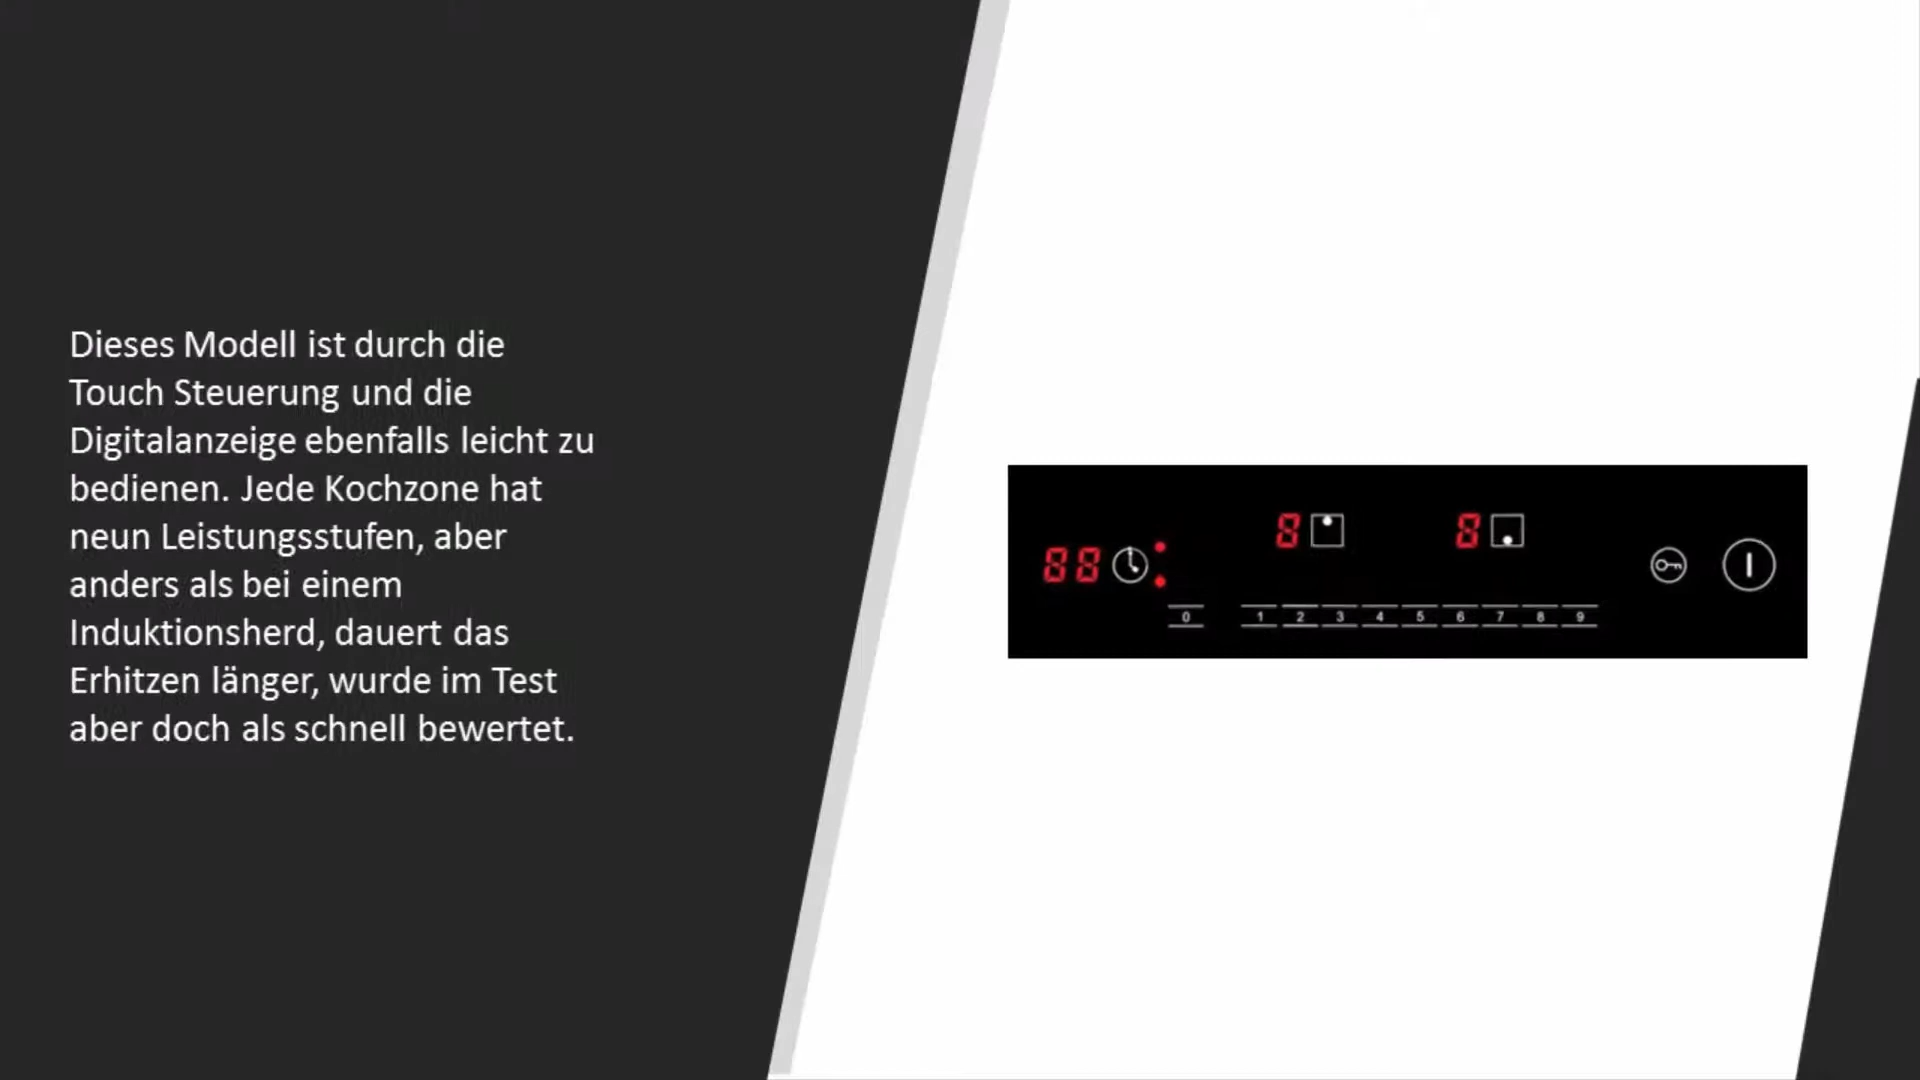 Dieses Modell ist durch die
Touch Steuerung und die
Digitalanzeige ebenfalls leicht zu
bedienen. Jede Kochzone hat
neun Leistungsstufen, aber
anders als bei einem
Induktionsherd, dauert das
Erhitzen länger, wurde im Test
aber doch als schnell bewertet.
8 8
88
0 1 2 3 4 5 6 7 8 9